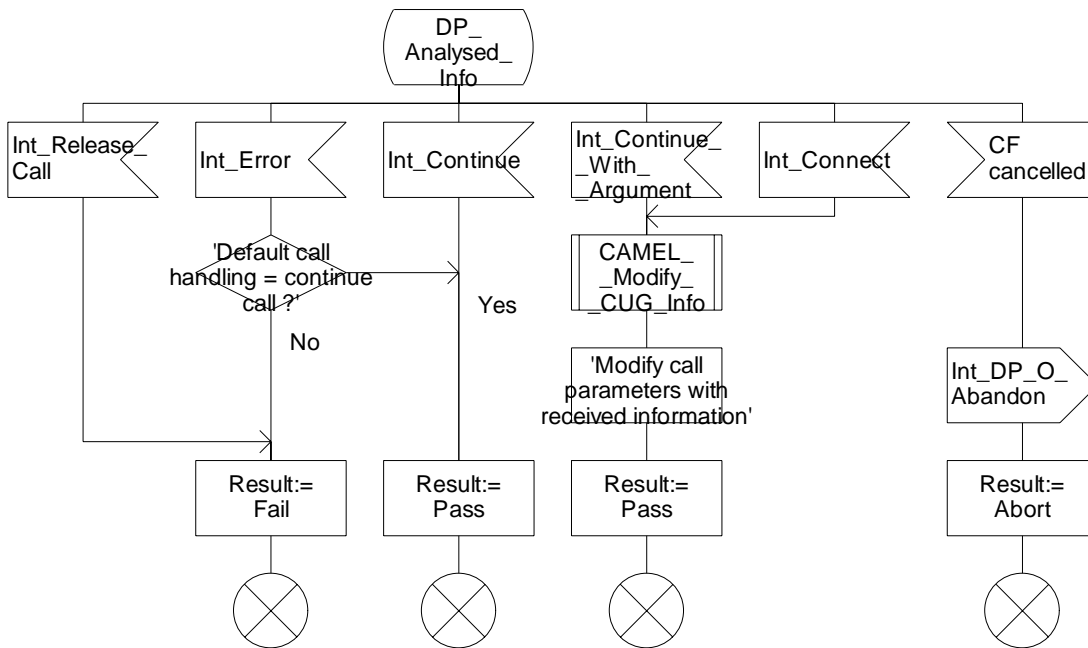 DP_
Analysed_
Info
Int_Release_
Call
Int_Error
Int_Continue
Int_Continue_
_With_
_Argument
Int_Connect
CF
cancelled
'Default call
handling = continue
call ?'
Yes
No
CAMEL_
_Modify_
_CUG_Info
'Modify call
parameters with
received information'
Int_DP_O_
Abandon
Result:=
Fail
Result:=
Pass
Result:=
Pass
Result:=
Abort